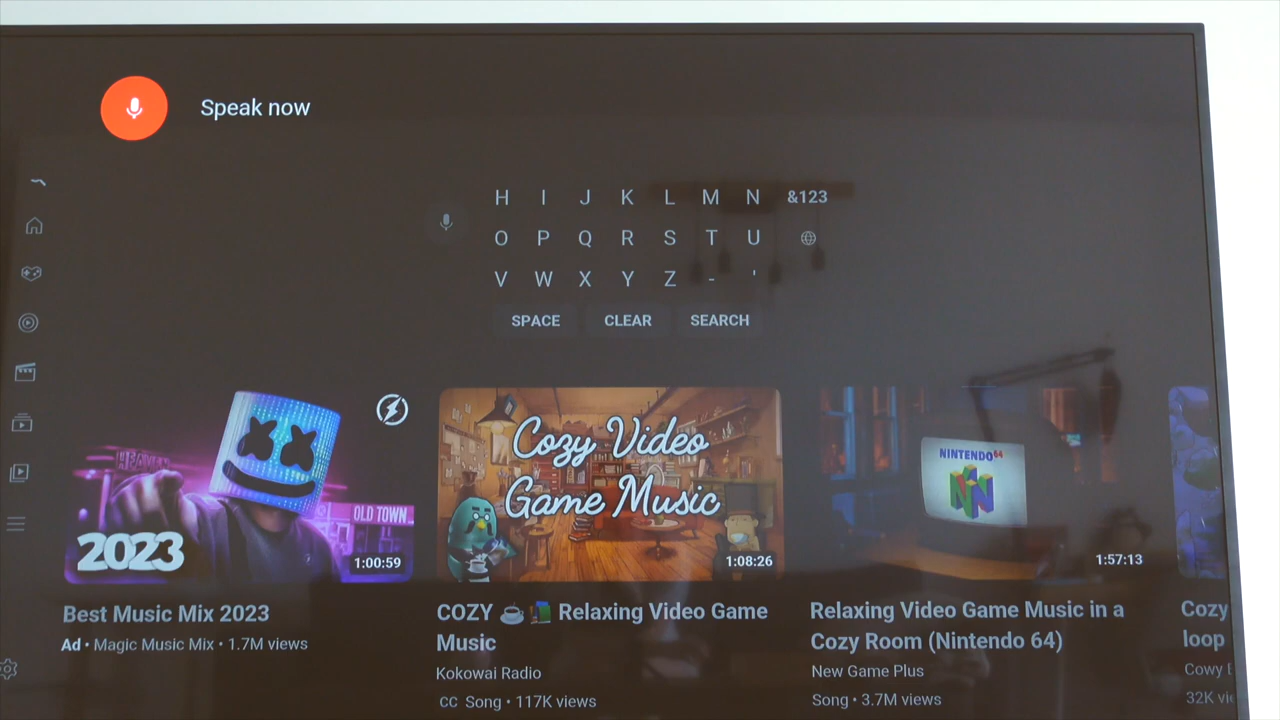 Speak now
H I J K L M N &123
O P Q R S T U
V W X Y Z - '
SPACE CLEAR SEARCH
HEAVEN
OLD TOWN
2023
1:00:59
Cozy Video
Game Music
1:08:26
NINTENDO64
1:57:13
Best Music Mix 2023
Ad • Magic Music Mix • 1.7M views
COZY ☕📚 Relaxing Video Game
Music
Kokowai Radio
CC Song • 117K views
Relaxing Video Game Music in a
Cozy Room (Nintendo 64)
New Game Plus
Song • 3.7M views
Cozy
loop
Cowy
32K